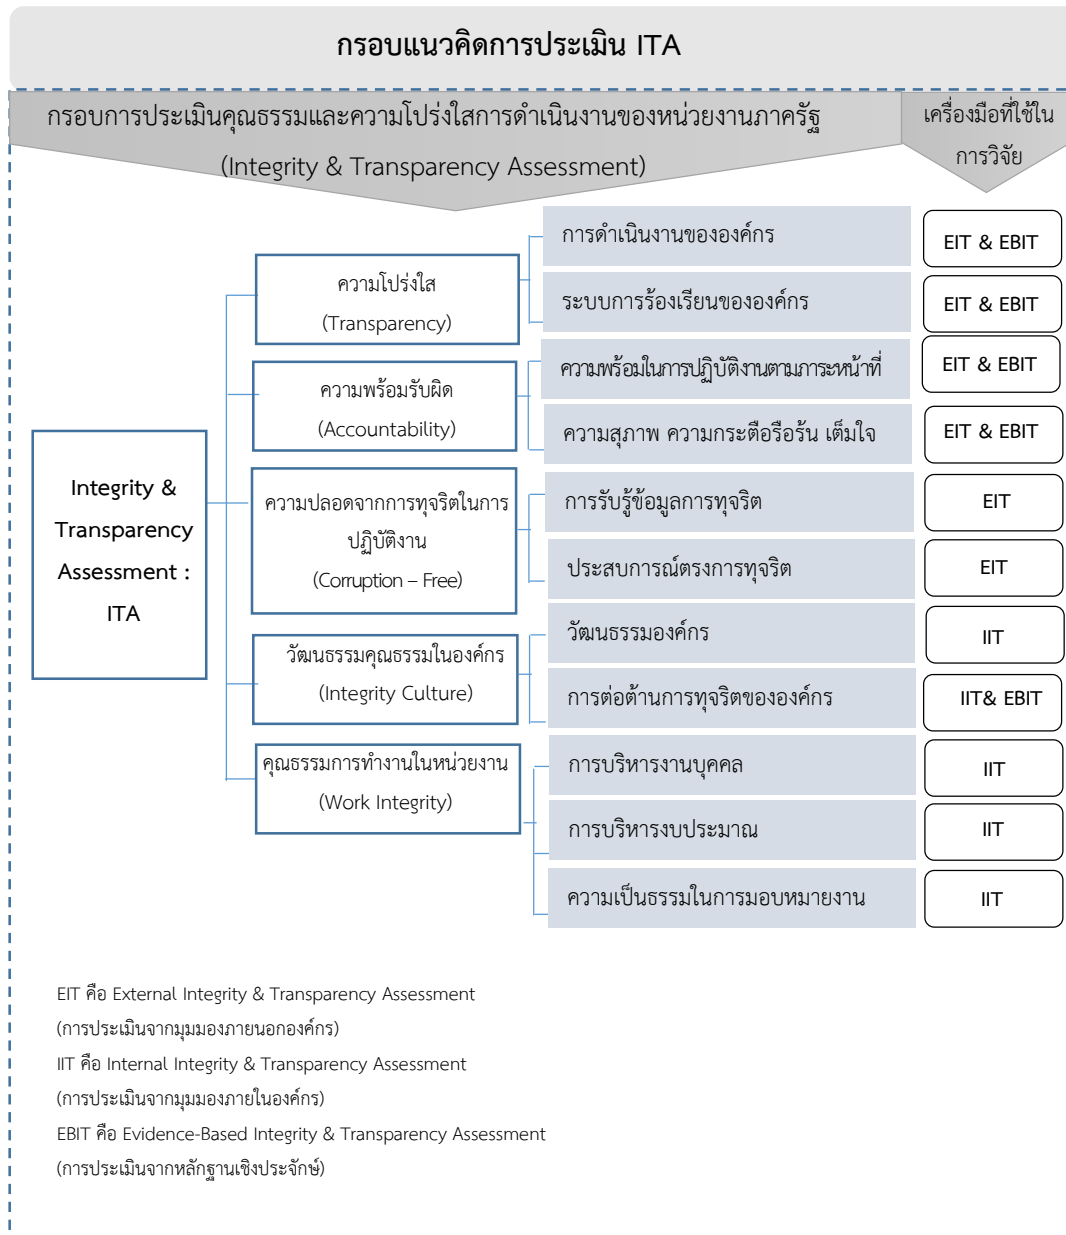 กรอบแนวคิดการประเมิน ITA
กรอบการประเมินคุณธรรมและความโปร่งใสการดำเนินงานของหน่วยงานภาครัฐ
(Integrity & Transparency Assessment)
เครื่องมือที่ใช้ใน
การวิจัย
Integrity &
Transparency
Assessment :
ITA
ความโปร่งใส
(Transparency)
การดำเนินงานขององค์กร
EIT & EBIT
ระบบการร้องเรียนขององค์กร
EIT & EBIT
ความพร้อมรับผิด
(Accountability)
ความพร้อมในการปฏิบัติงานตามภาระหน้าที่
EIT & EBIT
ความสุภาพ ความกระตือรือร้น เต็มใจ
EIT & EBIT
ความปลอดจากการทุจริตในการ
ปฏิบัติงาน
(Corruption – Free)
การรับรู้ข้อมูลการทุจริต
EIT
ประสบการณ์ตรงการทุจริต
EIT
วัฒนธรรมคุณธรรมในองค์กร
(Integrity Culture)
วัฒนธรรมองค์กร
IIT
การต่อต้านการทุจริตขององค์กร
IIT& EBIT
คุณธรรมการทำงานในหน่วยงาน
(Work Integrity)
การบริหารงานบุคคล
IIT
การบริหารงบประมาณ
IIT
ความเป็นธรรมในการมอบหมายงาน
IIT
EIT คือ External Integrity & Transparency Assessment
(การประเมินจากมุมมองภายนอกองค์กร)
IIT คือ Internal Integrity & Transparency Assessment
(การประเมินจากมุมมองภายในองค์กร)
EBIT คือ Evidence-Based Integrity & Transparency Assessment
(การประเมินจากหลักฐานเชิงประจักษ์)